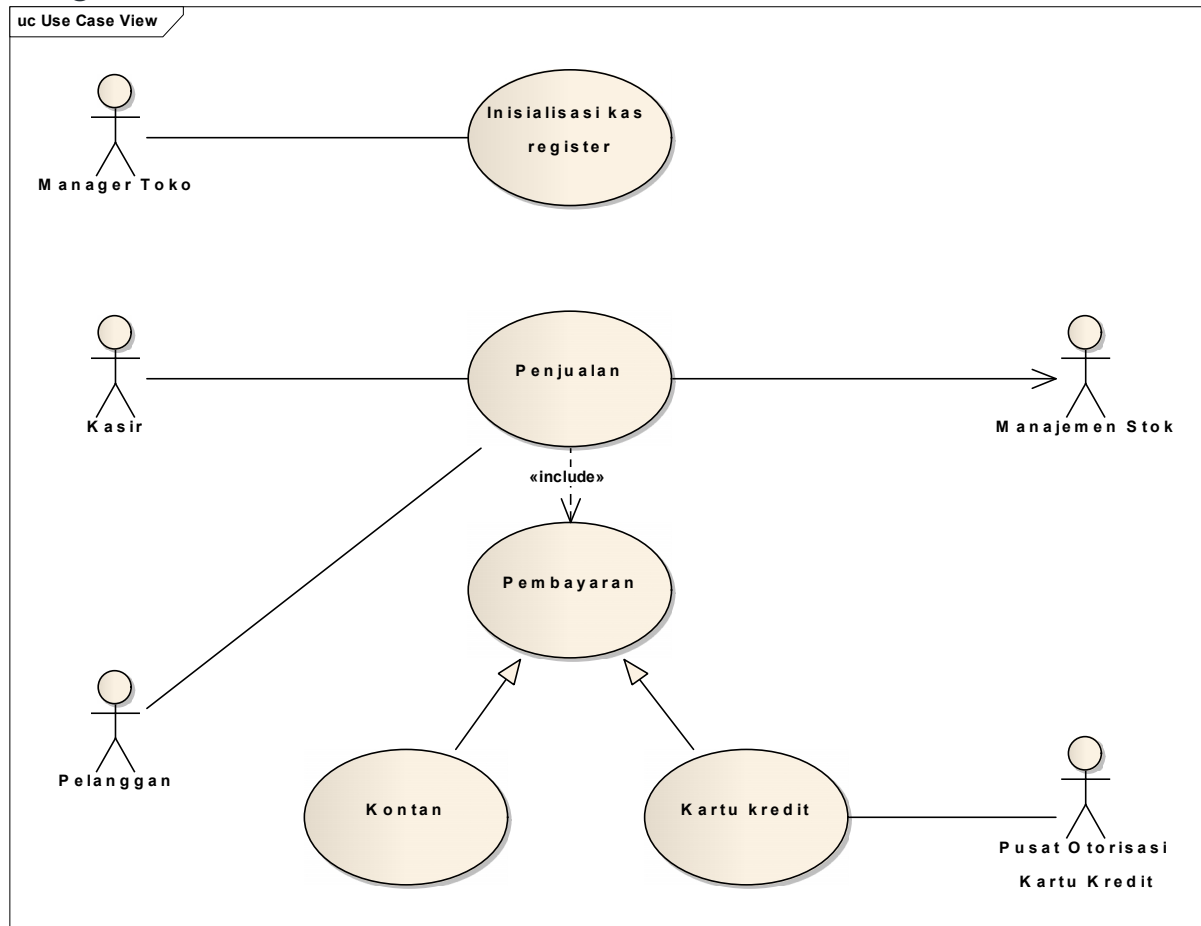 uc Use Case View
Inisialisasi kas
register
Manager Toko
Penjualan
Kasir
Manajemen Stok
«include»
Pembayaran
Pelanggan
Kontan
Kartu kredit
Pusat Otorisasi
Kartu Kredit